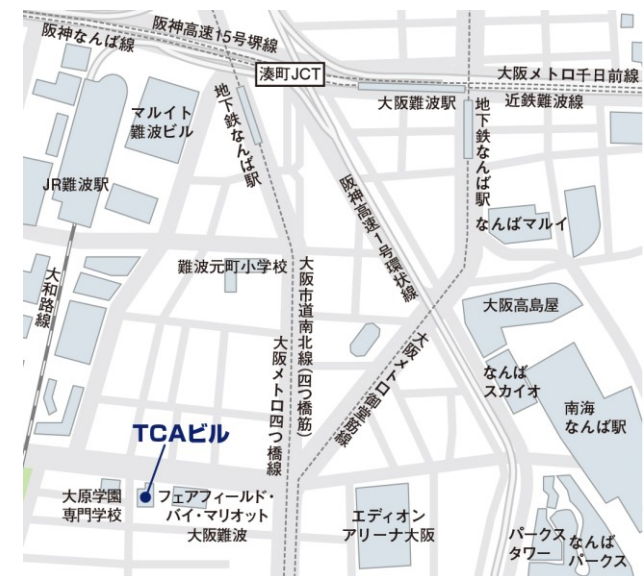 阪神高速15号堺線
阪神なんば線
湊町JCT
大阪メトロ千日前線
近鉄難波線
大阪難波駅
マルイト
難波ビル
地下鉄なんば駅
地下鉄なんば駅
JR難波駅
阪神高速1号環状線
なんばマルイ
難波元町小学校
大和路線
大阪市道南北線(四つ橋筋)
大阪メトロ四つ橋線
大阪高島屋
大阪メトロ御堂筋線
なんば
スカイオ
南海
なんば駅
TCAビル
大原学園
専門学校
フェアフィールド・
バイ・マリオット
大阪難波
エディオン
アリーナ大阪
パークス
タワー
なんば
パークス